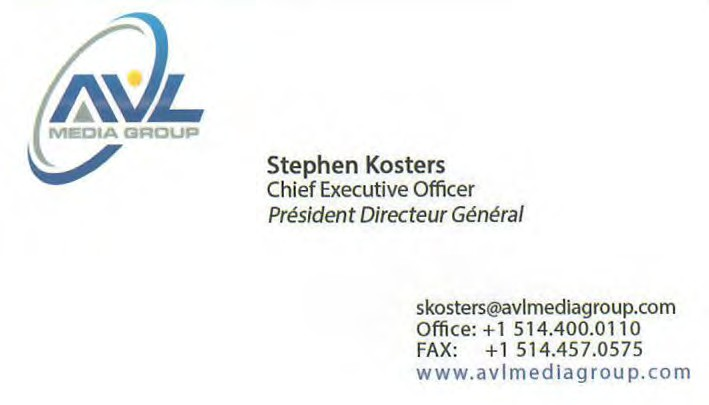 AVL
MEDIA GROUP
Stephen Kosters
Chief Executive Officer
Président Directeur Général
skosters@avlmediagroup.com
Office: +1 514.400.0110
FAX: +1 514.457.0575
www.avlmediagroup.com